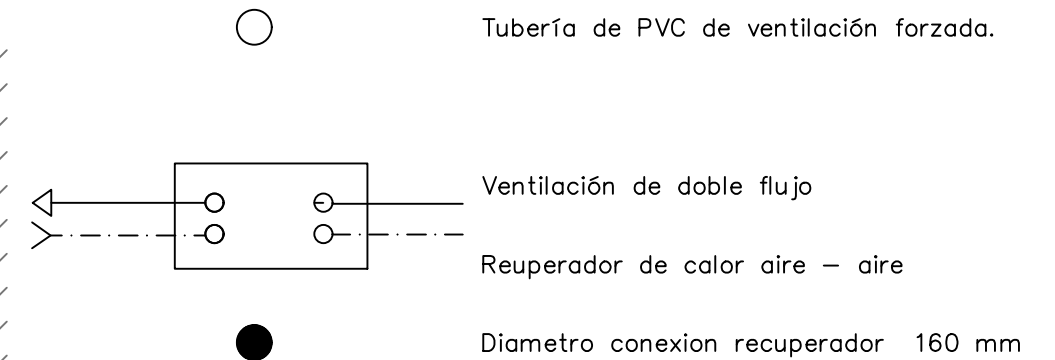 Tubería de PVC de ventilación forzada.
Ventilación de doble flujo
Reuperador de calor aire – aire
Diametro conexion recuperador 160 mm